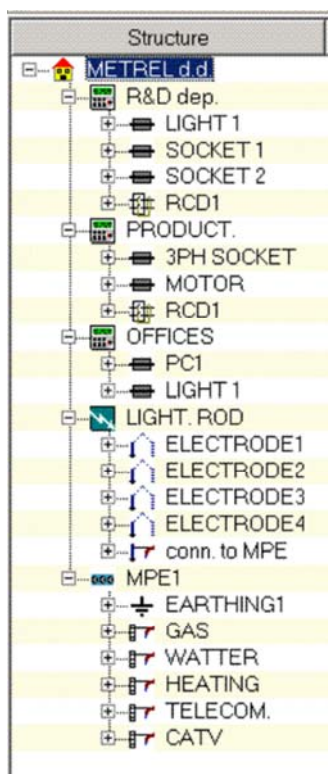 Structure
METREL d.d.
R&D dep.
LIGHT 1
SOCKET 1
SOCKET 2
RCD1
PRODUCT.
3PH SOCKET
MOTOR
RCD1
OFFICES
PC1
LIGHT 1
LIGHT. ROD
ELECTRODE1
ELECTRODE2
ELECTRODE3
ELECTRODE4
conn. to MPE
MPE1
EARTHING1
GAS
WATTER
HEATING
TELECOM.
CATV